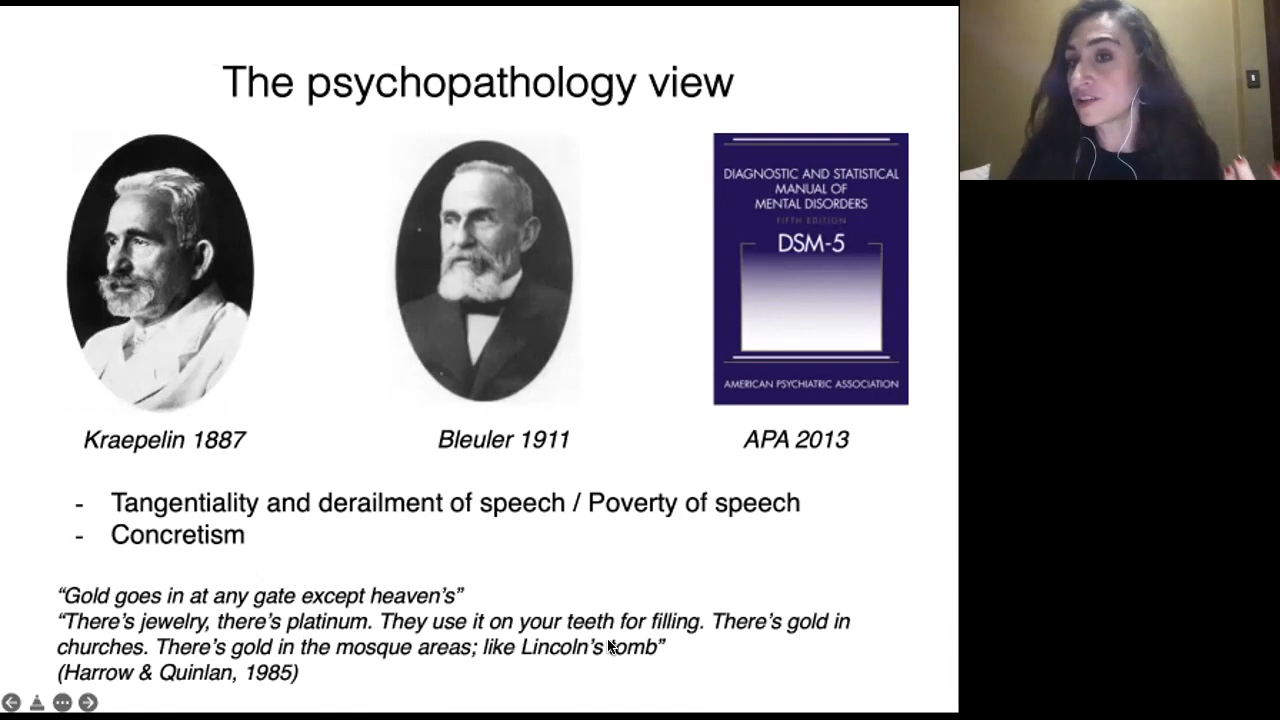 The psychopathology view
DIAGNOSTIC AND STATISTICAL
MANUAL OF
MENTAL DISORDERS
FIFTH EDITION
DSM-5
AMERICAN PSYCHIATRIC ASSOCIATION
Kraepelin 1887
Bleuler 1911
APA 2013
- Tangentiality and derailment of speech / Poverty of speech
- Concretism
“Gold goes in at any gate except heaven’s”
“There’s jewelry, there’s platinum. They use it on your teeth for filling. There’s gold in
churches. There’s gold in the mosque areas; like Lincoln’s tomb”
(Harrow & Quinlan, 1985)